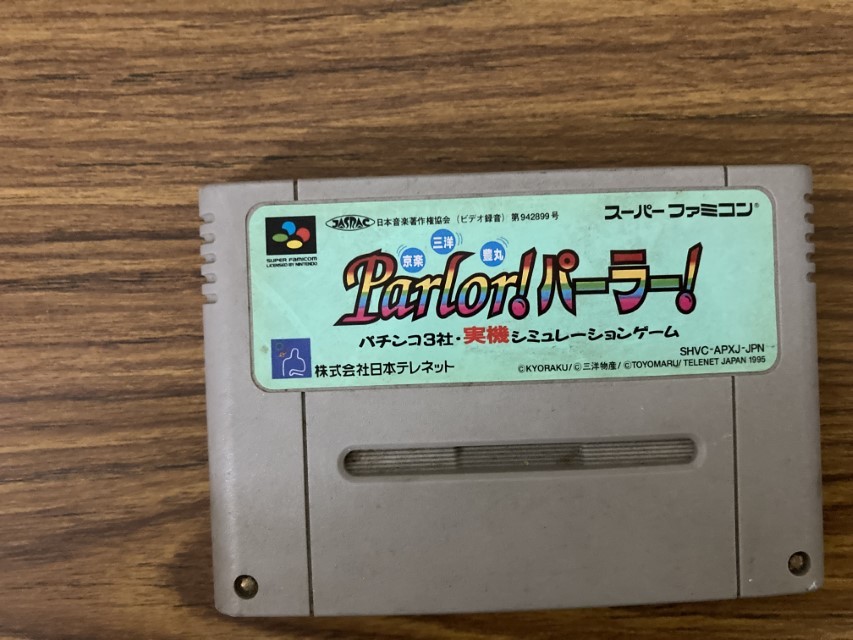 JASRAC 日本音楽著作権協会 (ビデオ録音) 第942899号
スーパーファミコン®
SUPER FAMICOM
LICENSED BY NINTENDO
京楽 三洋 豊丸
Parlor! パーラー!
パチンコ3社・実機シミュレーションゲーム
SHVC-APXJ-JPN
株式会社日本テレネット
©KYORAKU/©三洋物産/©TOYOMARU/TELENET JAPAN 1995